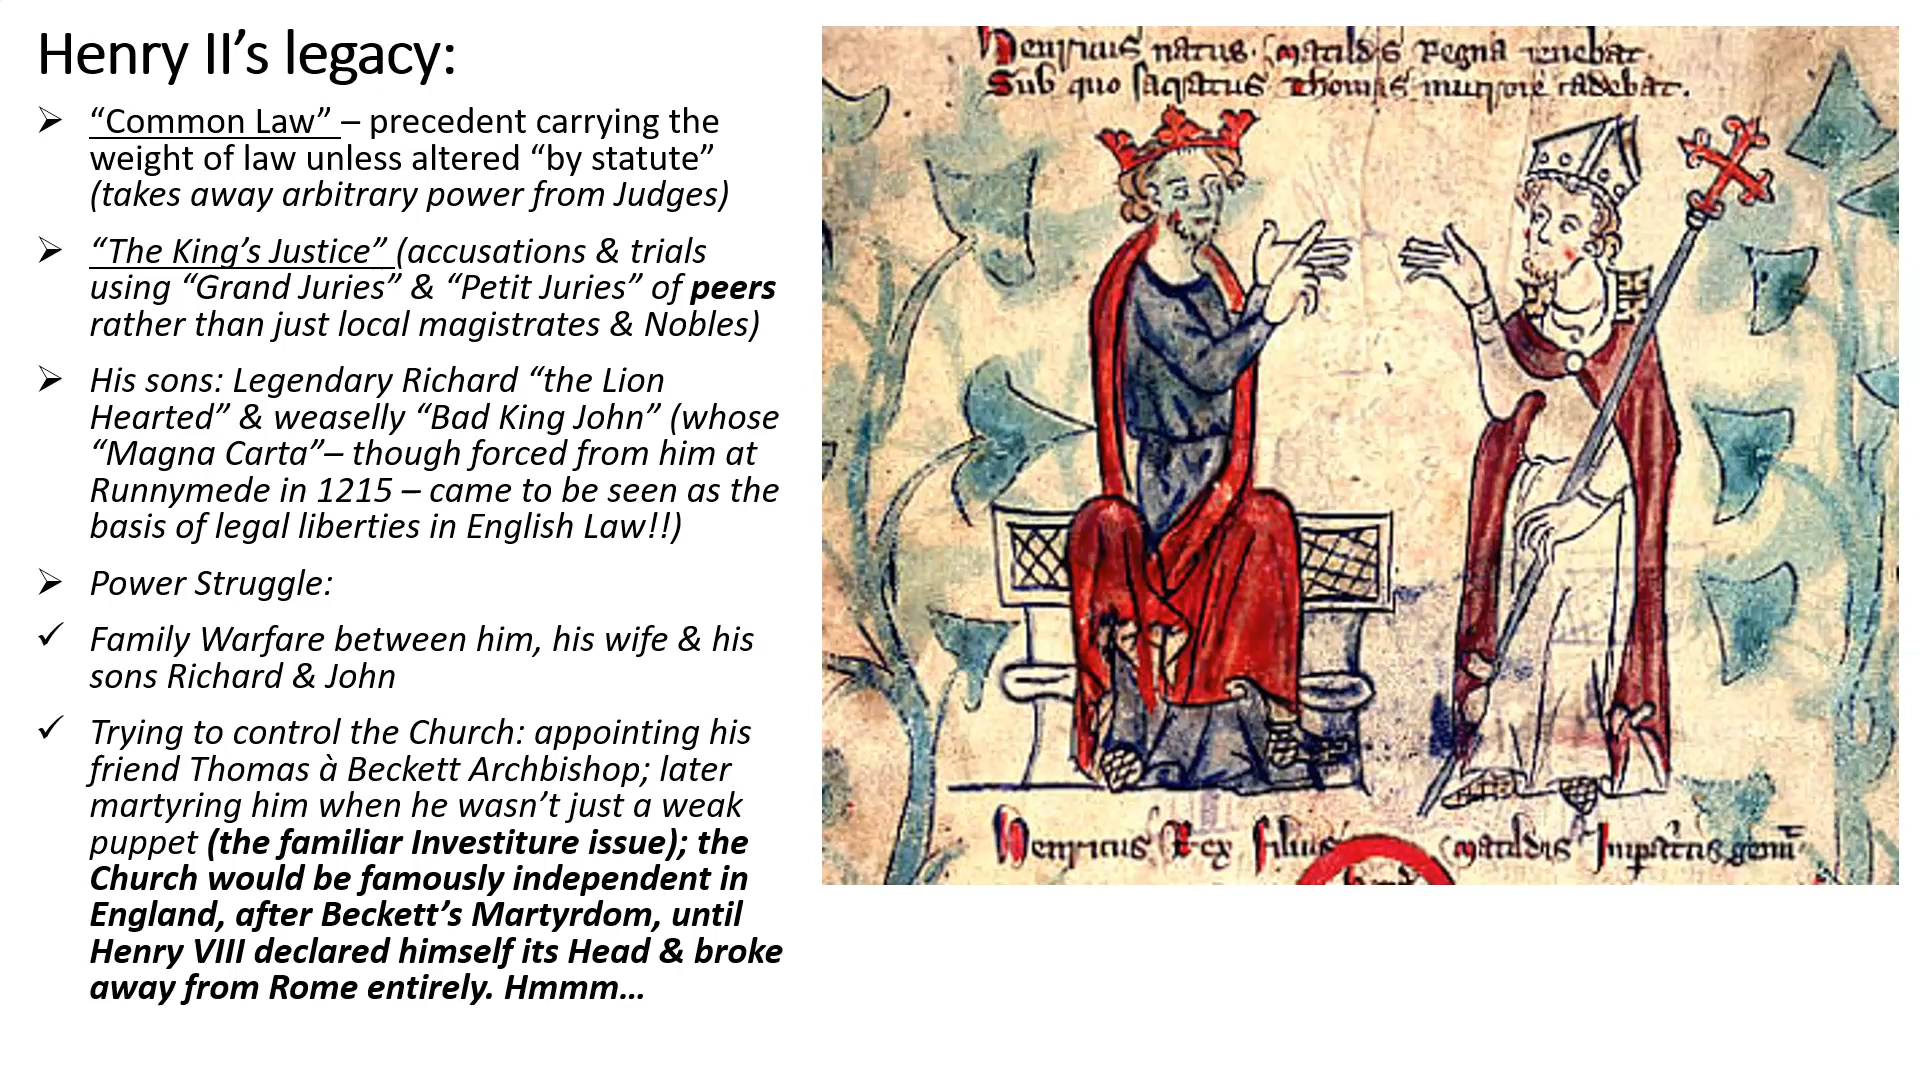 Henry II’s legacy:
“Common Law” – precedent carrying the
weight of law unless altered “by statute”
(takes away arbitrary power from Judges)
“The King’s Justice” (accusations & trials
using “Grand Juries” & “Petit Juries” of peers
rather than just local magistrates & Nobles)
His sons: Legendary Richard “the Lion
Hearted” & weaselly “Bad King John” (whose
“Magna Carta”– though forced from him at
Runnymede in 1215 – came to be seen as the
basis of legal liberties in English Law!!)
Power Struggle:
Family Warfare between him, his wife & his
sons Richard & John
Trying to control the Church: appointing his
friend Thomas à Beckett Archbishop; later
martyring him when he wasn’t just a weak
puppet (the familiar Investiture issue); the
Church would be famously independent in
England, after Beckett’s Martyrdom, until
Henry VIII declared himself its Head & broke
away from Rome entirely. Hmmm…
Henricus natus Matildis regna tenebat
Sub quo Thomas cadebat
Henricus Rex filius Matildis